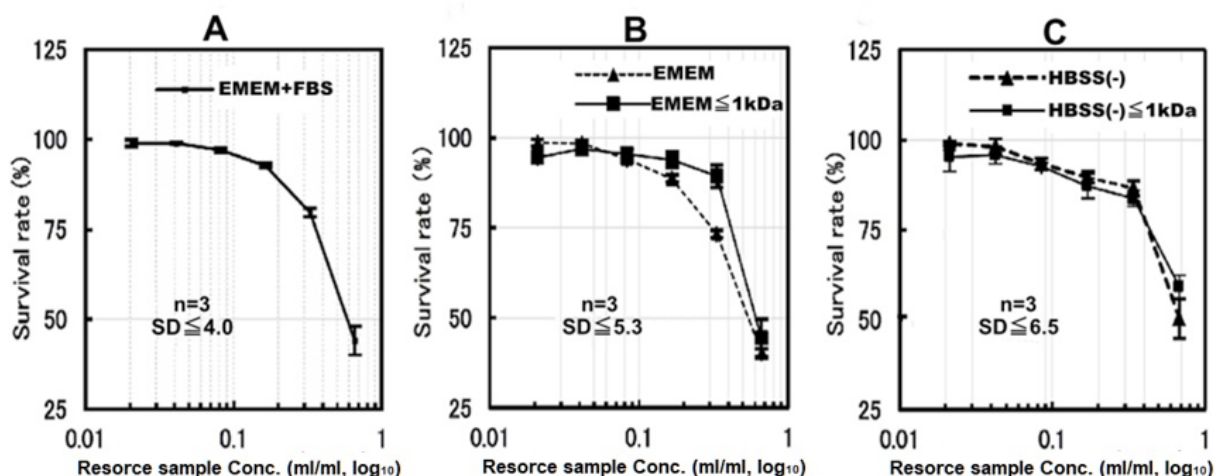 A
125
100
75
50
25
Survival rate (%)
EMEM+FBS
n=3
SD≦4.0
0.01
0.1
1
Resorce sample Conc. (ml/ml, log10)
B
125
100
75
50
25
Survival rate (%)
EMEM
EMEM≦1kDa
n=3
SD≦5.3
0.01
0.1
1
Resorce sample Conc. (ml/ml, log10)
C
125
100
75
50
25
Survival rate (%)
HBSS(-)
HBSS(-)≦1kDa
n=3
SD≦6.5
0.01
0.1
1
Resorce sample Conc. (ml/ml, log10)